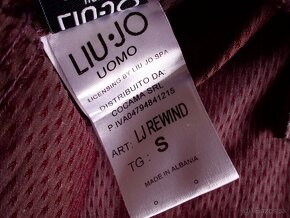 LIU·JO
LIU·JO
UOMO
LICENSING BY LIU JO SPA
DISTRIBUITO DA:
COCAMA SRL
P.IVA04794841215
ART: LJ REWIND
TG : S
MADE IN ALBANIA